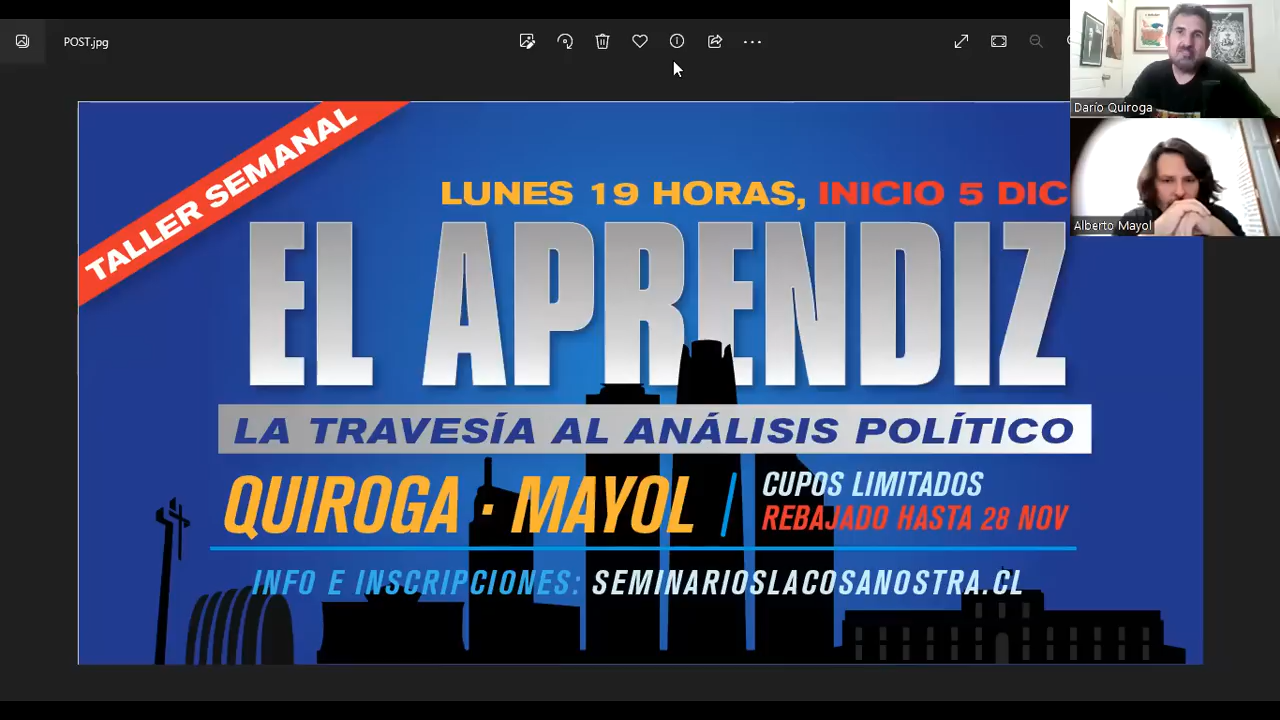 POST.jpg
Darío Quiroga
Alberto Mayol
TALLER SEMANAL
LUNES 19 HORAS, INICIO 5 DIC
EL APRENDIZ
LA TRAVESÍA AL ANÁLISIS POLÍTICO
QUIROGA · MAYOL
CUPOS LIMITADOS
REBAJADO HASTA 28 NOV
INFO E INSCRIPCIONES: SEMINARIOSLACOSANOSTRA.CL